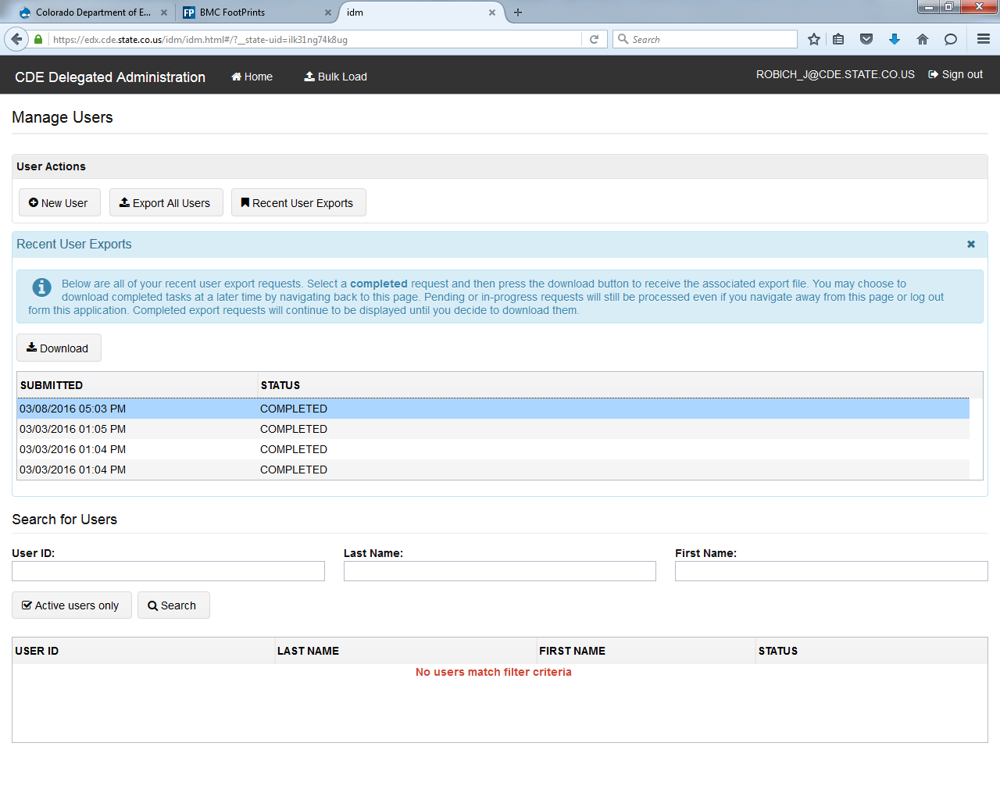 Colorado Department of E...
BMC FootPrints
idm
https://edx.cde.state.co.us/idm/idm.html#/?__state-uid=ilk31ng74k8ug
Search
CDE Delegated Administration
Home
Bulk Load
ROBICH_J@CDE.STATE.CO.US
Sign out
Manage Users
User Actions
New User
Export All Users
Recent User Exports
Recent User Exports
Below are all of your recent user export requests. Select a completed request and then press the download button to receive the associated export file. You may choose to
download completed tasks at a later time by navigating back to this page. Pending or in-progress requests will still be processed even if you navigate away from this page or log out
form this application. Completed export requests will continue to be displayed until you decide to download them.
Download
SUBMITTED STATUS
03/08/2016 05:03 PM COMPLETED
03/03/2016 01:05 PM COMPLETED
03/03/2016 01:04 PM COMPLETED
03/03/2016 01:04 PM COMPLETED
Search for Users
User ID: Last Name: First Name:
Active users only Search
USER ID LAST NAME FIRST NAME STATUS
No users match filter criteria